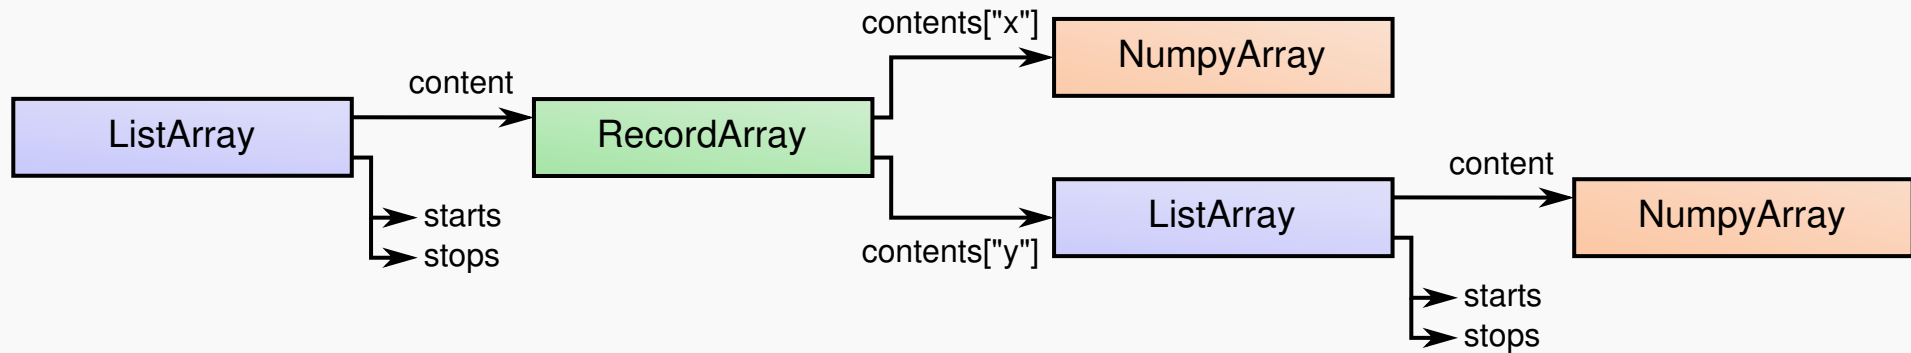 ListArray
content
starts
stops
RecordArray
contents["x"]
NumpyArray
contents["y"]
ListArray
content
starts
stops
NumpyArray